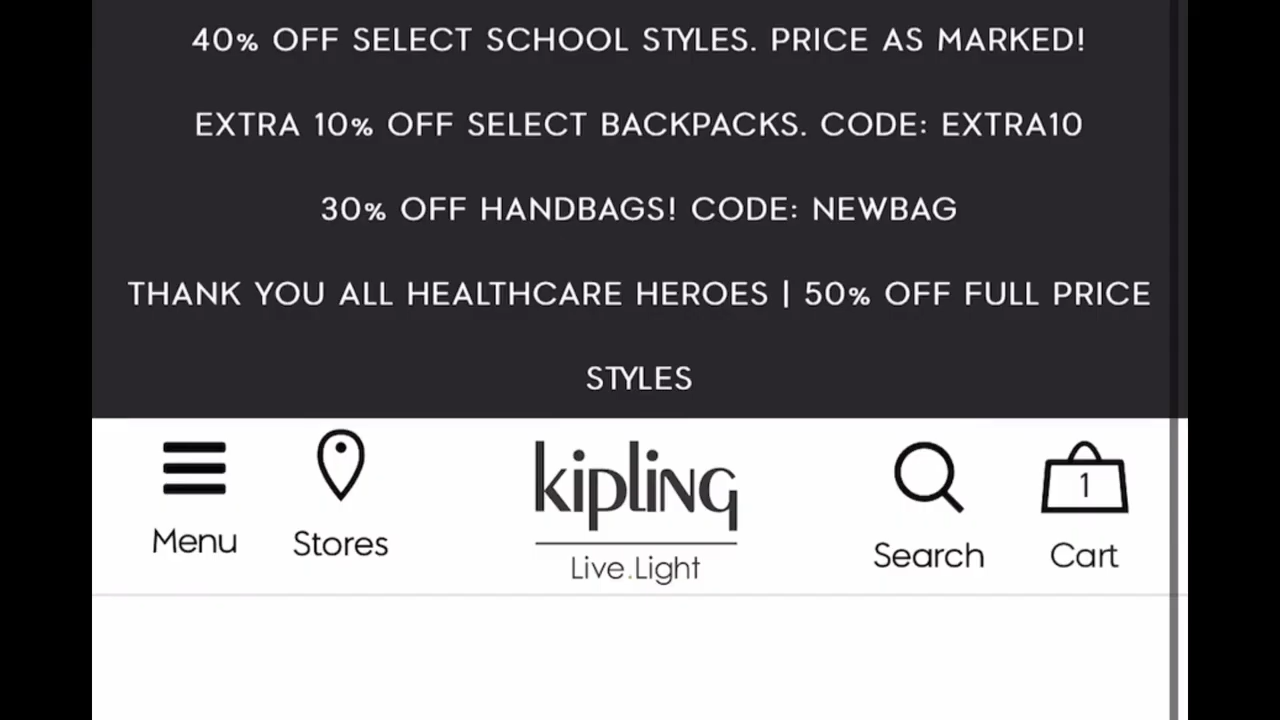 40% OFF SELECT SCHOOL STYLES. PRICE AS MARKED!
EXTRA 10% OFF SELECT BACKPACKS. CODE: EXTRA10
30% OFF HANDBAGS! CODE: NEWBAG
THANK YOU ALL HEALTHCARE HEROES | 50% OFF FULL PRICE
STYLES
kipling
1
Menu
Stores
Live.Light
Search
Cart